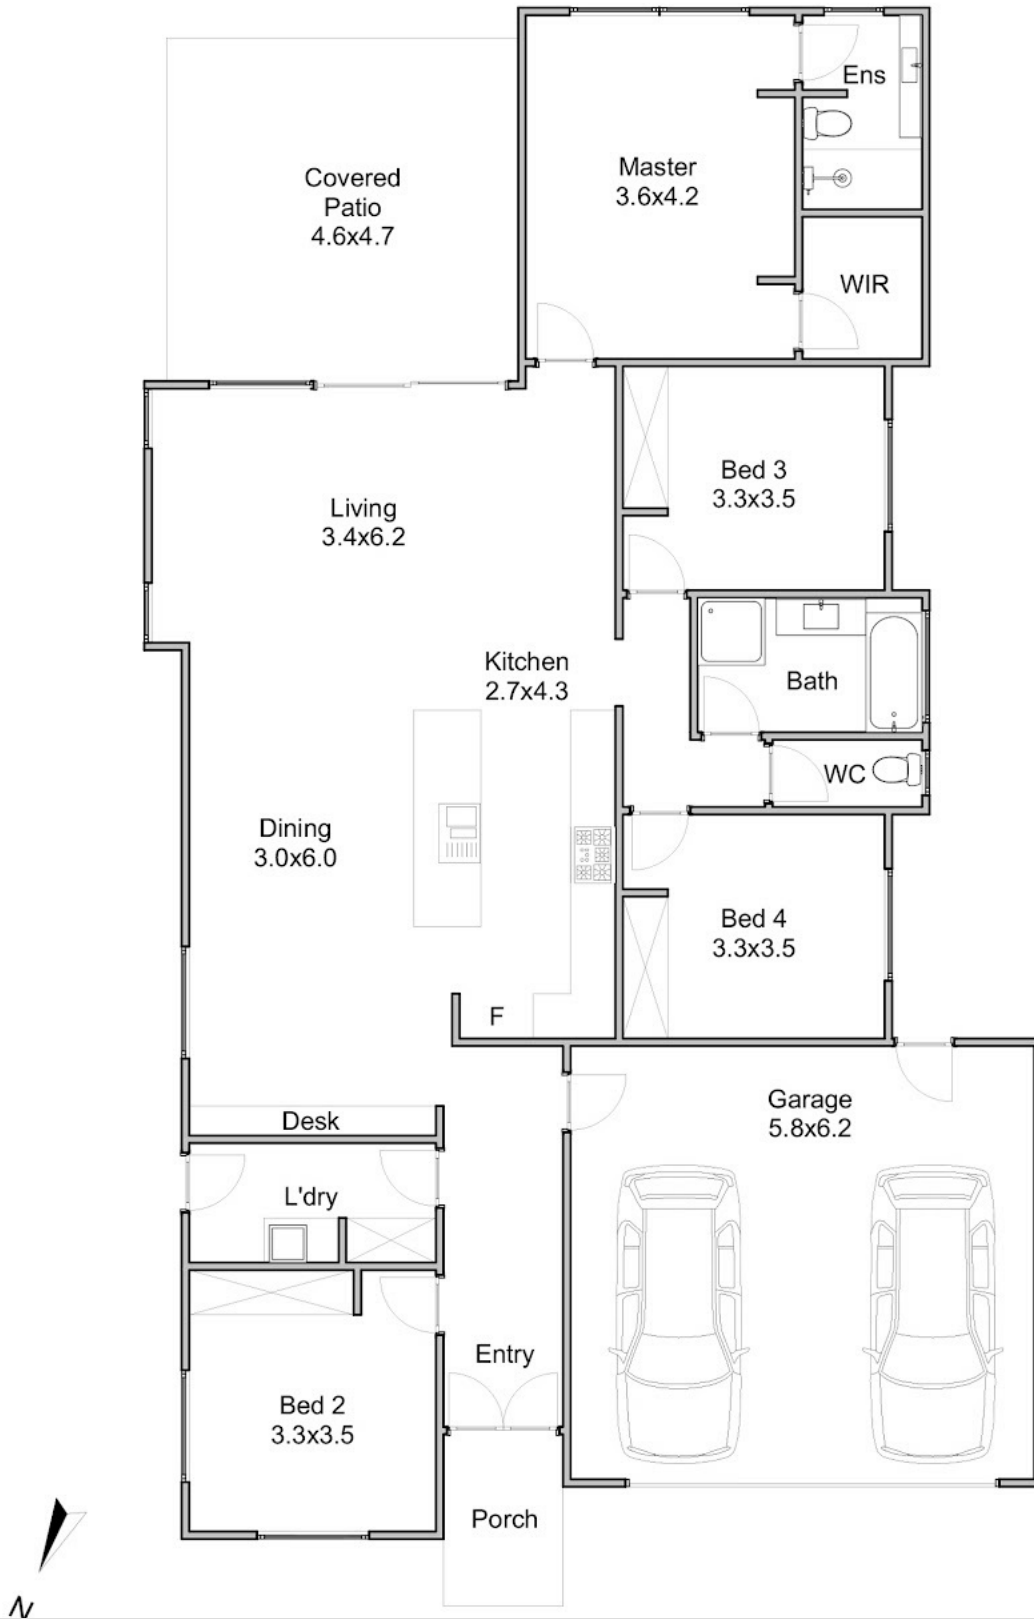 Ens
Covered
Patio
4.6x4.7
Master
3.6x4.2
WIR
Bed 3
3.3x3.5
Living
3.4x6.2
Kitchen
2.7x4.3
Bath
WC
Dining
3.0x6.0
Bed 4
3.3x3.5
F
Desk
Garage
5.8x6.2
L'dry
Entry
Bed 2
3.3x3.5
Porch
N